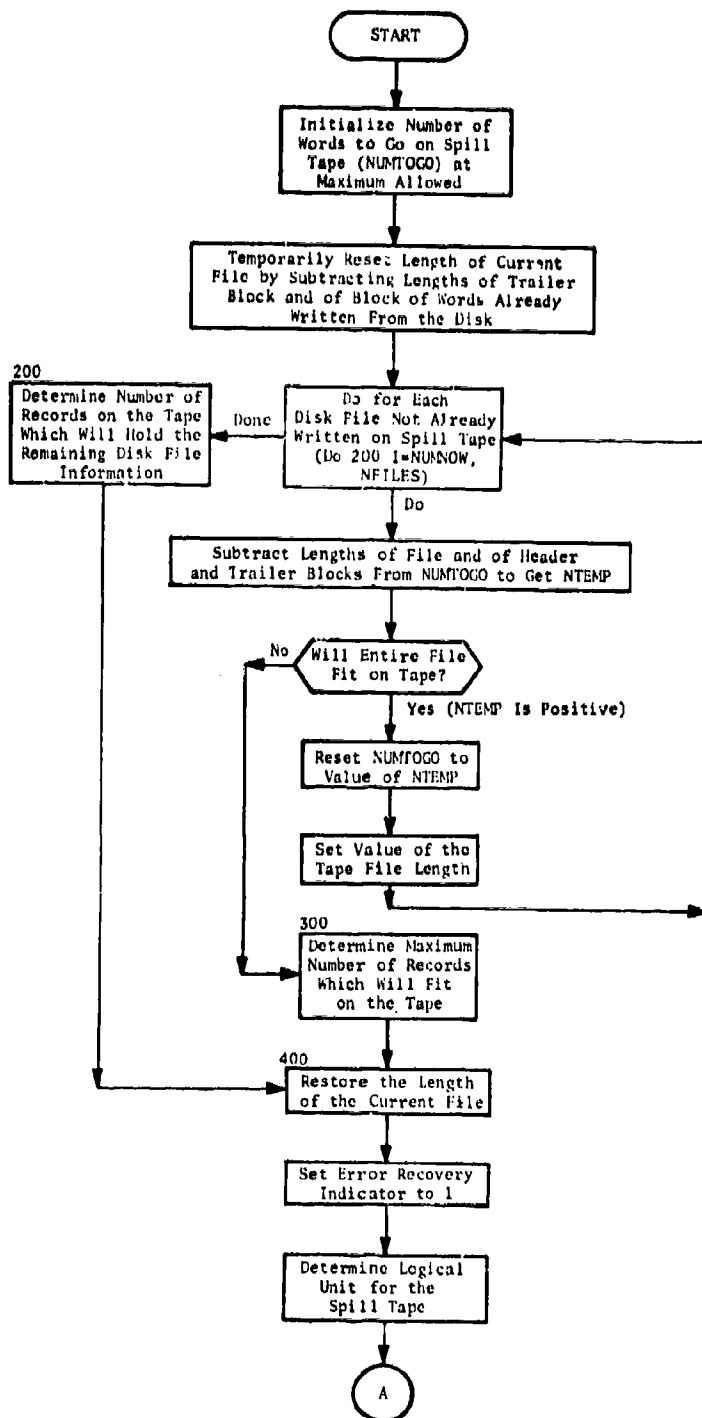 START
Initialize Number of
Words to Go on Spill
Tape (NUMTOGO) at
Maximum Allowed
Temporarily Reset Length of Current
File by Subtracting Lengths of Trailer
Block and of Block of Words Already
Written From the Disk
200
Determine Number of
Records on the Tape
Which Will Hold the
Remaining Disk File
Information
Done
Do for Each
Disk File Not Already
Written on Spill Tape
(Do 200 I=NUMNOW,
NFILES)
Do
Subtract Lengths of File and of Header
and Trailer Blocks From NUMTOGO to Get NTEMP
No
Will Entire File
Fit on Tape?
Yes (NTEMP Is Positive)
Reset NUMTOGO to
Value of NTEMP
Set Value of the
Tape File Length
300
Determine Maximum
Number of Records
Which Will Fit
on the Tape
400
Restore the Length
of the Current File
Set Error Recovery
Indicator to 1
Determine Logical
Unit for the
Spill Tape
A